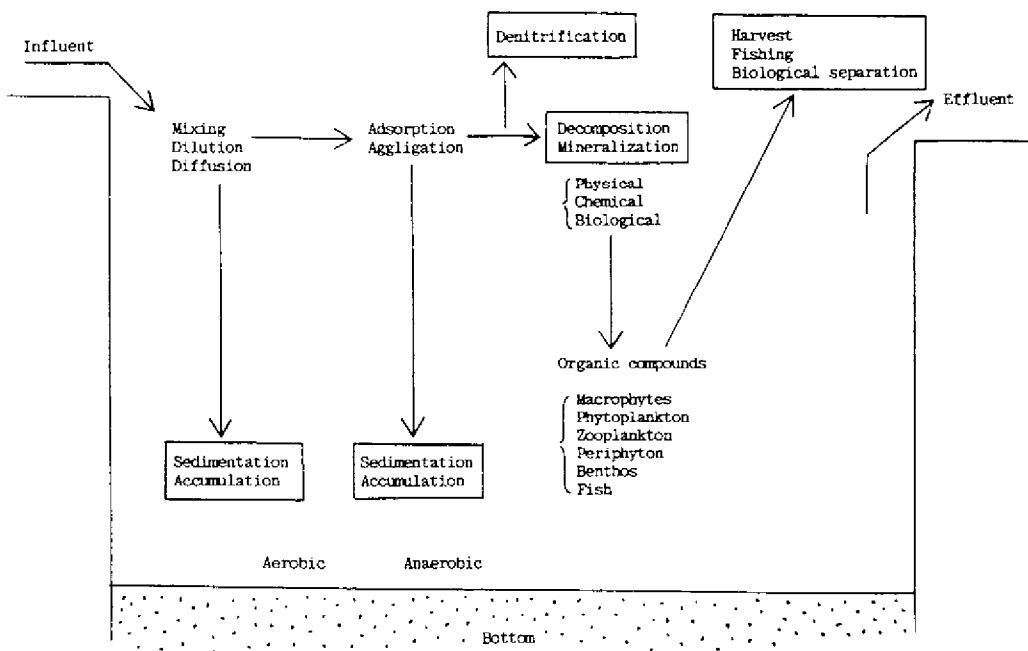 Influent
Denitrification
Harvest
Fishing
Biological separation
Effluent
Mixing
Dilution
Diffusion
Adsorption
Aggligation
Decomposition
Mineralization
Physical
Chemical
Biological
Organic compounds
Macrophytes
Phytoplankton
Zooplankton
Periphyton
Benthos
Fish
Sedimentation
Accumulation
Sedimentation
Accumulation
Aerobic
Anaerobic
Bottom